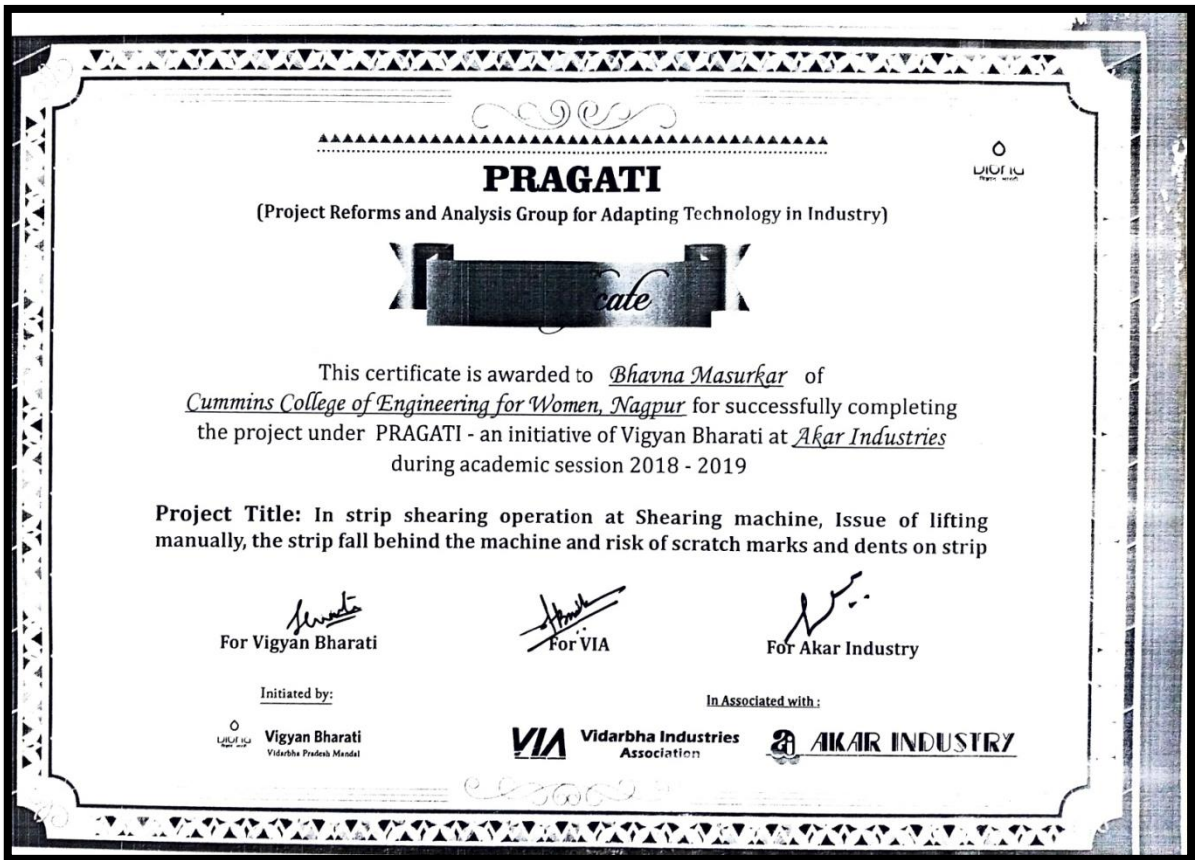 PRAGATI
(Project Reforms and Analysis Group for Adapting Technology in Industry)
cate
This certificate is awarded to Bhavna Masurkar of
Cummins College of Engineering for Women, Nagpur for successfully completing
the project under PRAGATI - an initiative of Vigyan Bharati at Akar Industries
during academic session 2018 - 2019
Project Title: In strip shearing operation at Shearing machine, Issue of lifting
manually, the strip fall behind the machine and risk of scratch marks and dents on strip
For Vigyan Bharati
For VIA
For Akar Industry
Initiated by:
In Associated with :
Vigyan Bharati
Vidarbha Pradesh Mandal
VIA Vidarbha Industries
Association
AKAR INDUSTRY